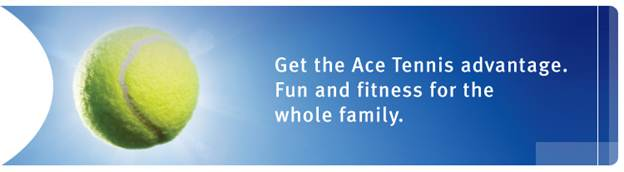 Get the Ace Tennis advantage.
Fun and fitness for the
whole family.